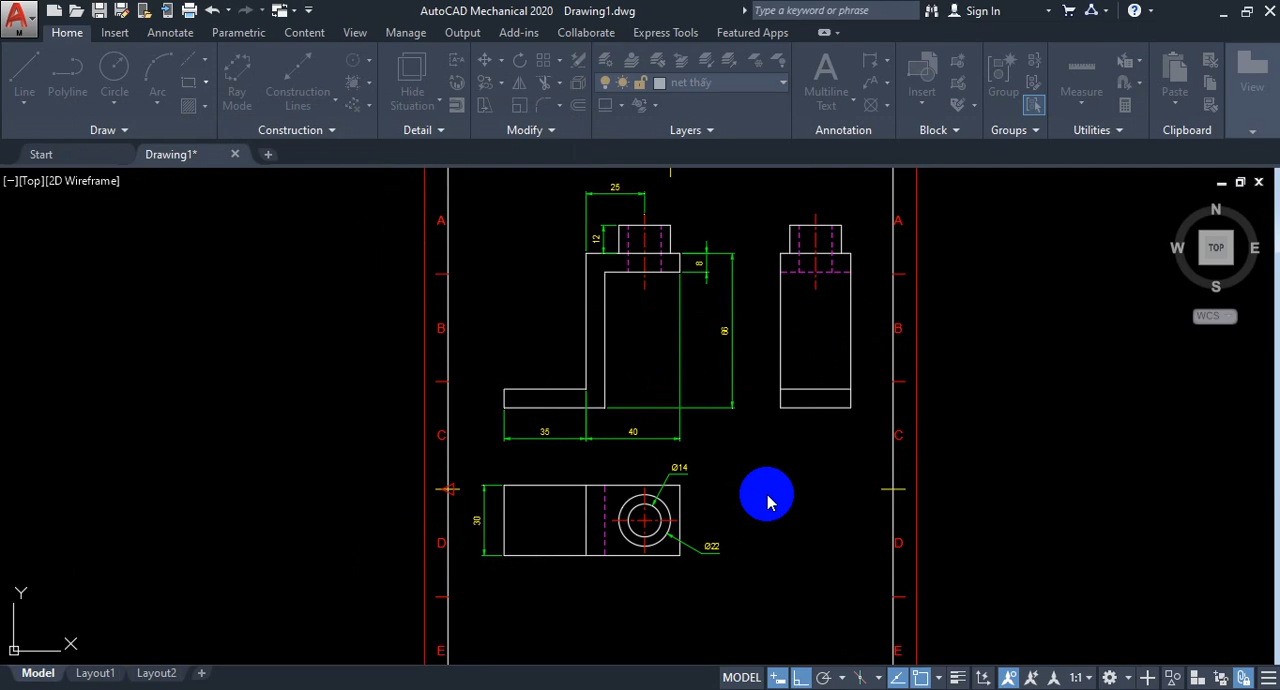 AutoCAD Mechanical 2020 Drawing1.dwg
Type a keyword or phrase
Sign In
Home Insert Annotate Parametric Content View Manage Output Add-ins Collaborate Express Tools Featured Apps
Line Polyline Circle Arc
Ray Mode
Construction Lines
Hide Situation
net thấy
Multiline Text
Insert
Group
Measure
Paste
View
Draw Construction Detail Modify Layers Annotation Block Groups Utilities Clipboard
Start Drawing1*
[−][Top][2D Wireframe]
25
12
8
66
35 40
Ø14
30
Ø22
A A
B B
C C
D D
E E
N
W TOP E
S
WCS
Y
X
Model Layout1 Layout2
MODEL
1:1
M